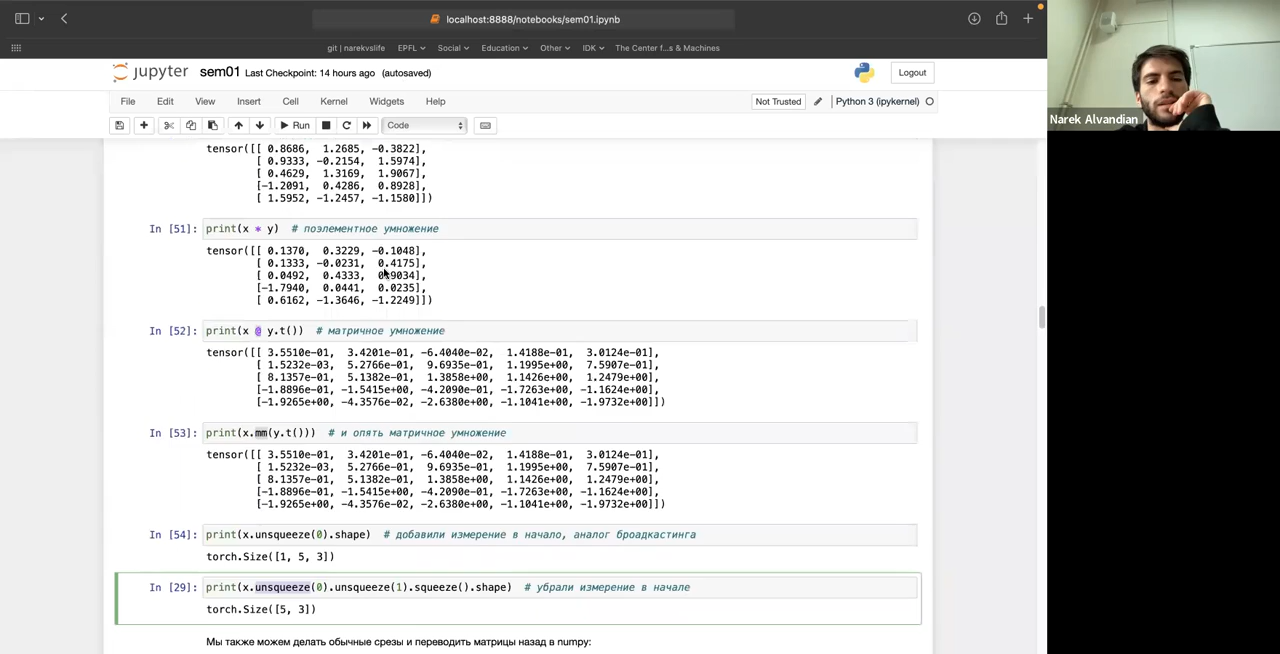 localhost:8888/notebooks/sem01.ipynb
git | narekvslife EPFL Social Education Other IDK The Center f...s & Machines
jupyter sem01 Last Checkpoint: 14 hours ago (autosaved) Logout
File Edit View Insert Cell Kernel Widgets Help Not Trusted Python 3 (ipykernel)
Run Code
Narek Alvandian
tensor([[ 0.8686, 1.2685, -0.3822],
[ 0.9333, -0.2154, 1.5974],
[ 0.4629, 1.3169, 1.9067],
[-1.2091, 0.4286, 0.8928],
[ 1.5952, -1.2457, -1.1580]])
In [51]: print(x * y) # поэлементное умножение
tensor([[ 0.1370, 0.3229, -0.1048],
[ 0.1333, -0.0231, 0.4175],
[ 0.0492, 0.4333, 0.9034],
[-1.7940, 0.0441, 0.0235],
[ 0.6162, -1.3646, -1.2249]])
In [52]: print(x @ y.t()) # матричное умножение
tensor([[ 3.5510e-01, 3.4201e-01, -6.4040e-02, 1.4188e-01, 3.0124e-01],
[ 1.5232e-03, 5.2766e-01, 9.6935e-01, 1.1995e+00, 7.5907e-01],
[ 8.1357e-01, 5.1382e-01, 1.3858e+00, 1.1426e+00, 1.2479e+00],
[-1.8896e-01, -1.5415e+00, -4.2090e-01, -1.7263e+00, -1.1624e+00],
[-1.9265e+00, -4.3576e-02, -2.6380e+00, -1.1041e+00, -1.9732e+00]])
In [53]: print(x.mm(y.t())) # и опять матричное умножение
tensor([[ 3.5510e-01, 3.4201e-01, -6.4040e-02, 1.4188e-01, 3.0124e-01],
[ 1.5232e-03, 5.2766e-01, 9.6935e-01, 1.1995e+00, 7.5907e-01],
[ 8.1357e-01, 5.1382e-01, 1.3858e+00, 1.1426e+00, 1.2479e+00],
[-1.8896e-01, -1.5415e+00, -4.2090e-01, -1.7263e+00, -1.1624e+00],
[-1.9265e+00, -4.3576e-02, -2.6380e+00, -1.1041e+00, -1.9732e+00]])
In [54]: print(x.unsqueeze(0).shape) # добавили измерение в начало, аналог броадкастинга
torch.Size([1, 5, 3])
In [29]: print(x.unsqueeze(0).unsqueeze(1).squeeze().shape) # убрали измерение в начале
torch.Size([5, 3])
Мы также можем делать обычные срезы и переводить матрицы назад в numpy: